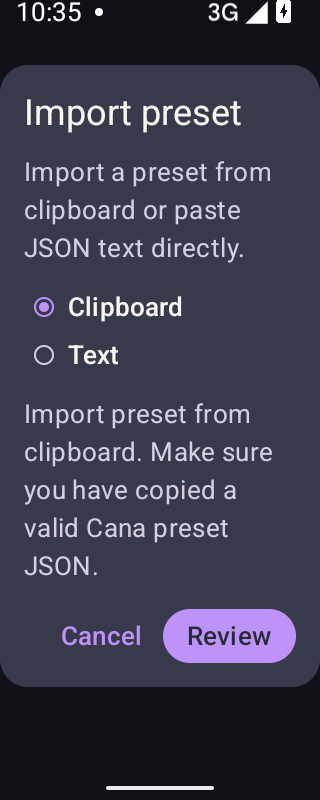 10:35
3G
Import preset
Import a preset from
clipboard or paste
JSON text directly.
Clipboard
Text
Import preset from
clipboard. Make sure
you have copied a
valid Cana preset
JSON.
Cancel
Review